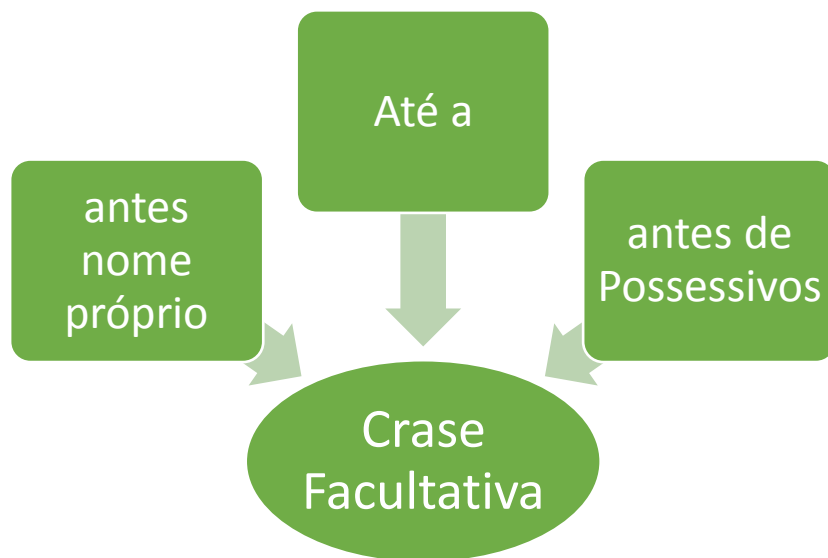 Até a
antes
nome
próprio
antes de
Possessivos
Crase
Facultativa